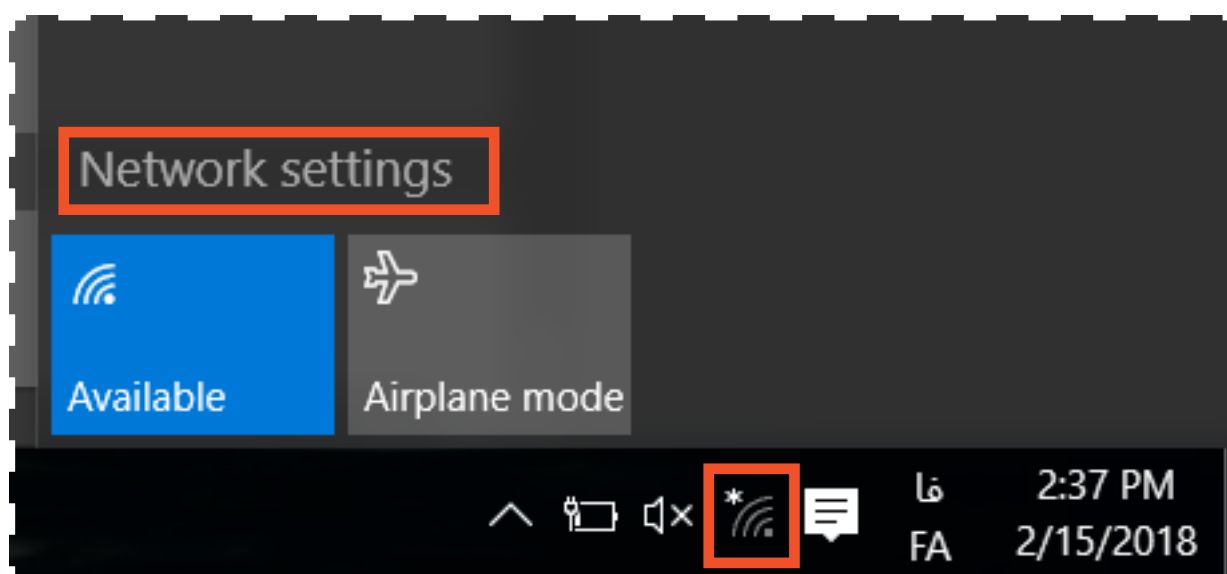 Network settings
Available
Airplane mode
فا
2:37 PM
FA
2/15/2018